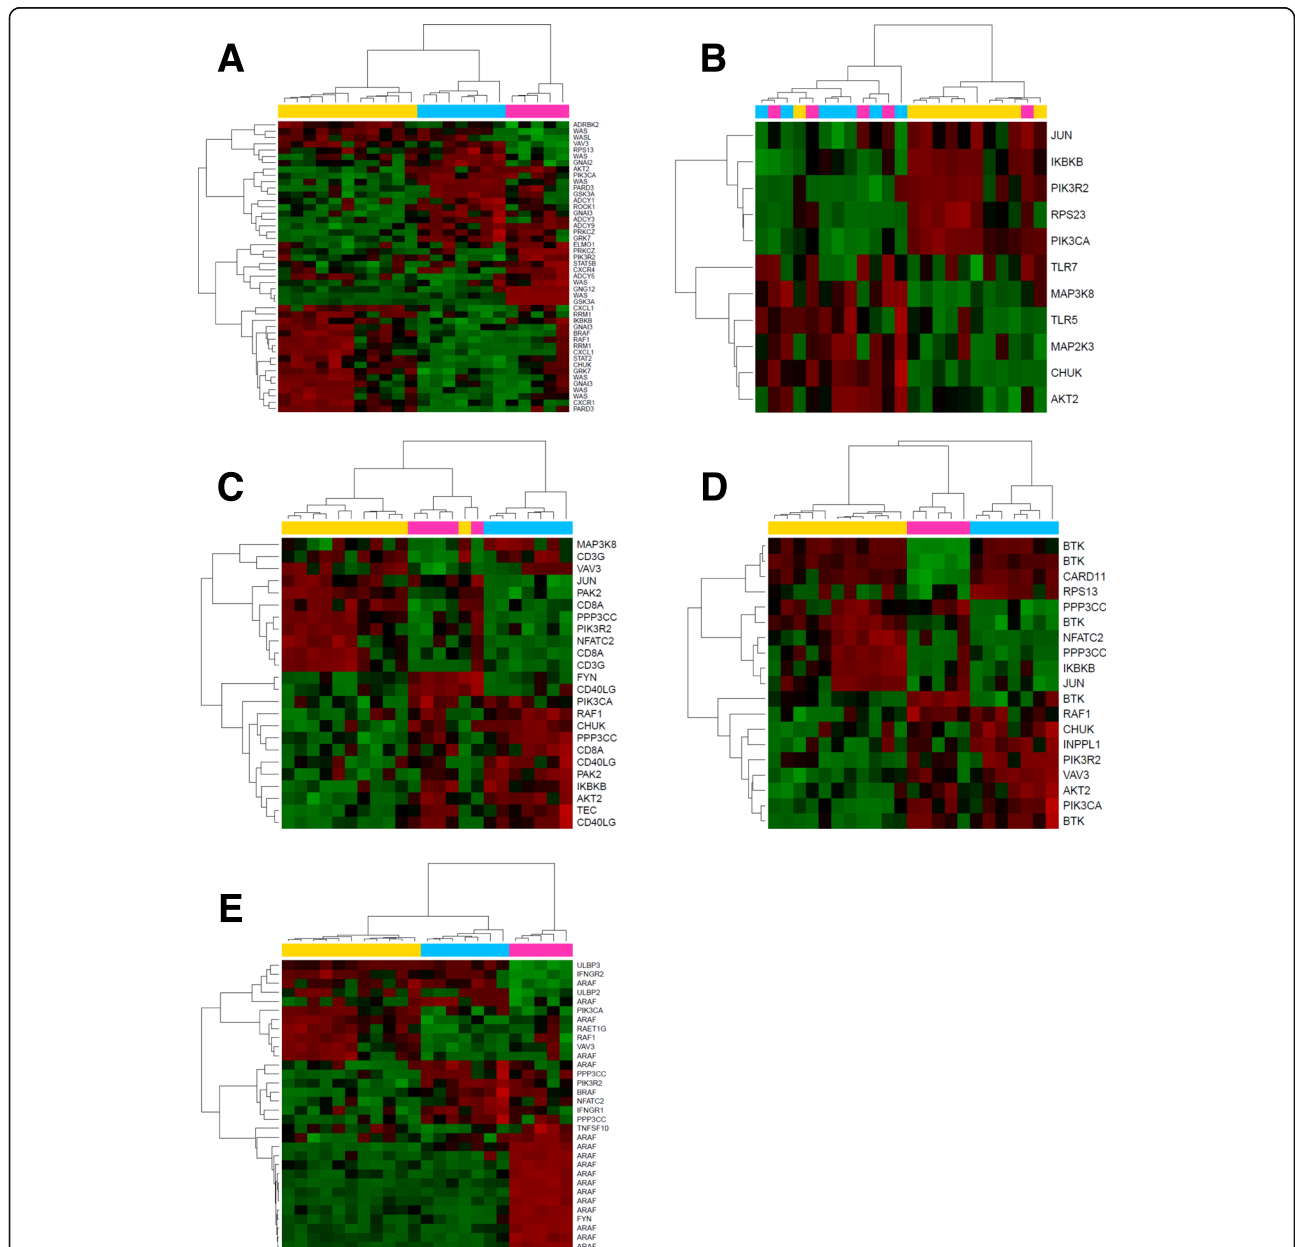 A
ADRBK2
WAS
WASL
VAV3
RPS13
WAS
GNAI2
AKT2
PIK3CA
WAS
PARD3
GSK3A
ADCY1
ROCK1
GNAI3
ADCY3
ADCY9
PRKCZ
GRK7
ELMO1
PRKCZ
PIK3R2
STAT5B
CXCR4
ADCY5
WAS
GNG12
WAS
GSK3A
CXCL1
RRM1
IKBKB
GNAI3
BRAF
RAF1
RRM1
CXCL1
STAT2
CHUK
GRK7
WAS
GNAI3
WAS
WAS
CXCR1
PARD3
B
JUN
IKBKB
PIK3R2
RPS23
PIK3CA
TLR7
MAP3K8
TLR5
MAP2K3
CHUK
AKT2
C
MAP3K8
CD3G
VAV3
JUN
PAK2
CD8A
PPP3CC
PIK3R2
NFATC2
CD8A
CD3G
FYN
CD40LG
PIK3CA
RAF1
CHUK
PPP3CC
CD8A
CD40LG
PAK2
IKBKB
AKT2
TEC
CD40LG
D
BTK
BTK
CARD11
RPS13
PPP3CC
BTK
NFATC2
PPP3CC
IKBKB
JUN
BTK
RAF1
CHUK
INPPL1
PIK3R2
VAV3
AKT2
PIK3CA
BTK
E
ULBP3
IFNGR2
ARAF
ULBP2
ARAF
PIK3CA
ARAF
RAET1G
RAF1
VAV3
ARAF
ARAF
PPP3CC
PIK3R2
BRAF
NFATC2
IFNGR1
PPP3CC
TNFSF10
ARAF
ARAF
ARAF
ARAF
ARAF
ARAF
ARAF
ARAF
ARAF
FYN
ARAF
ARAF
ARAF